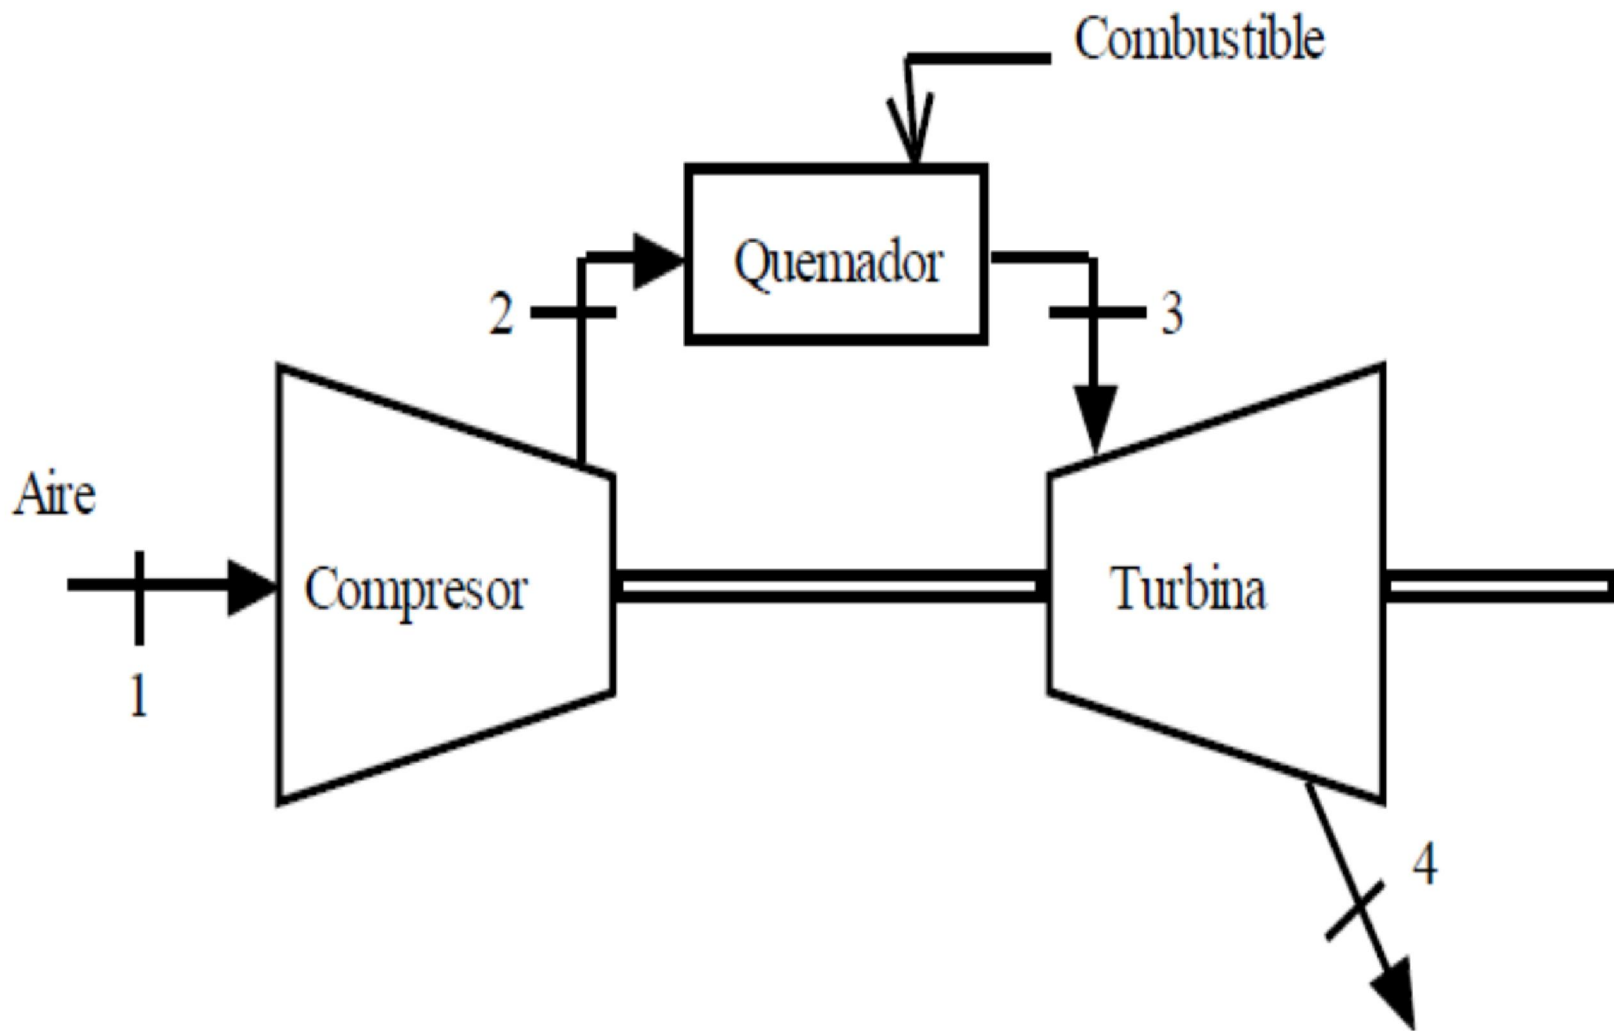 Combustible
Quemador
2
3
Aire
Compresor
Turbina
1
4